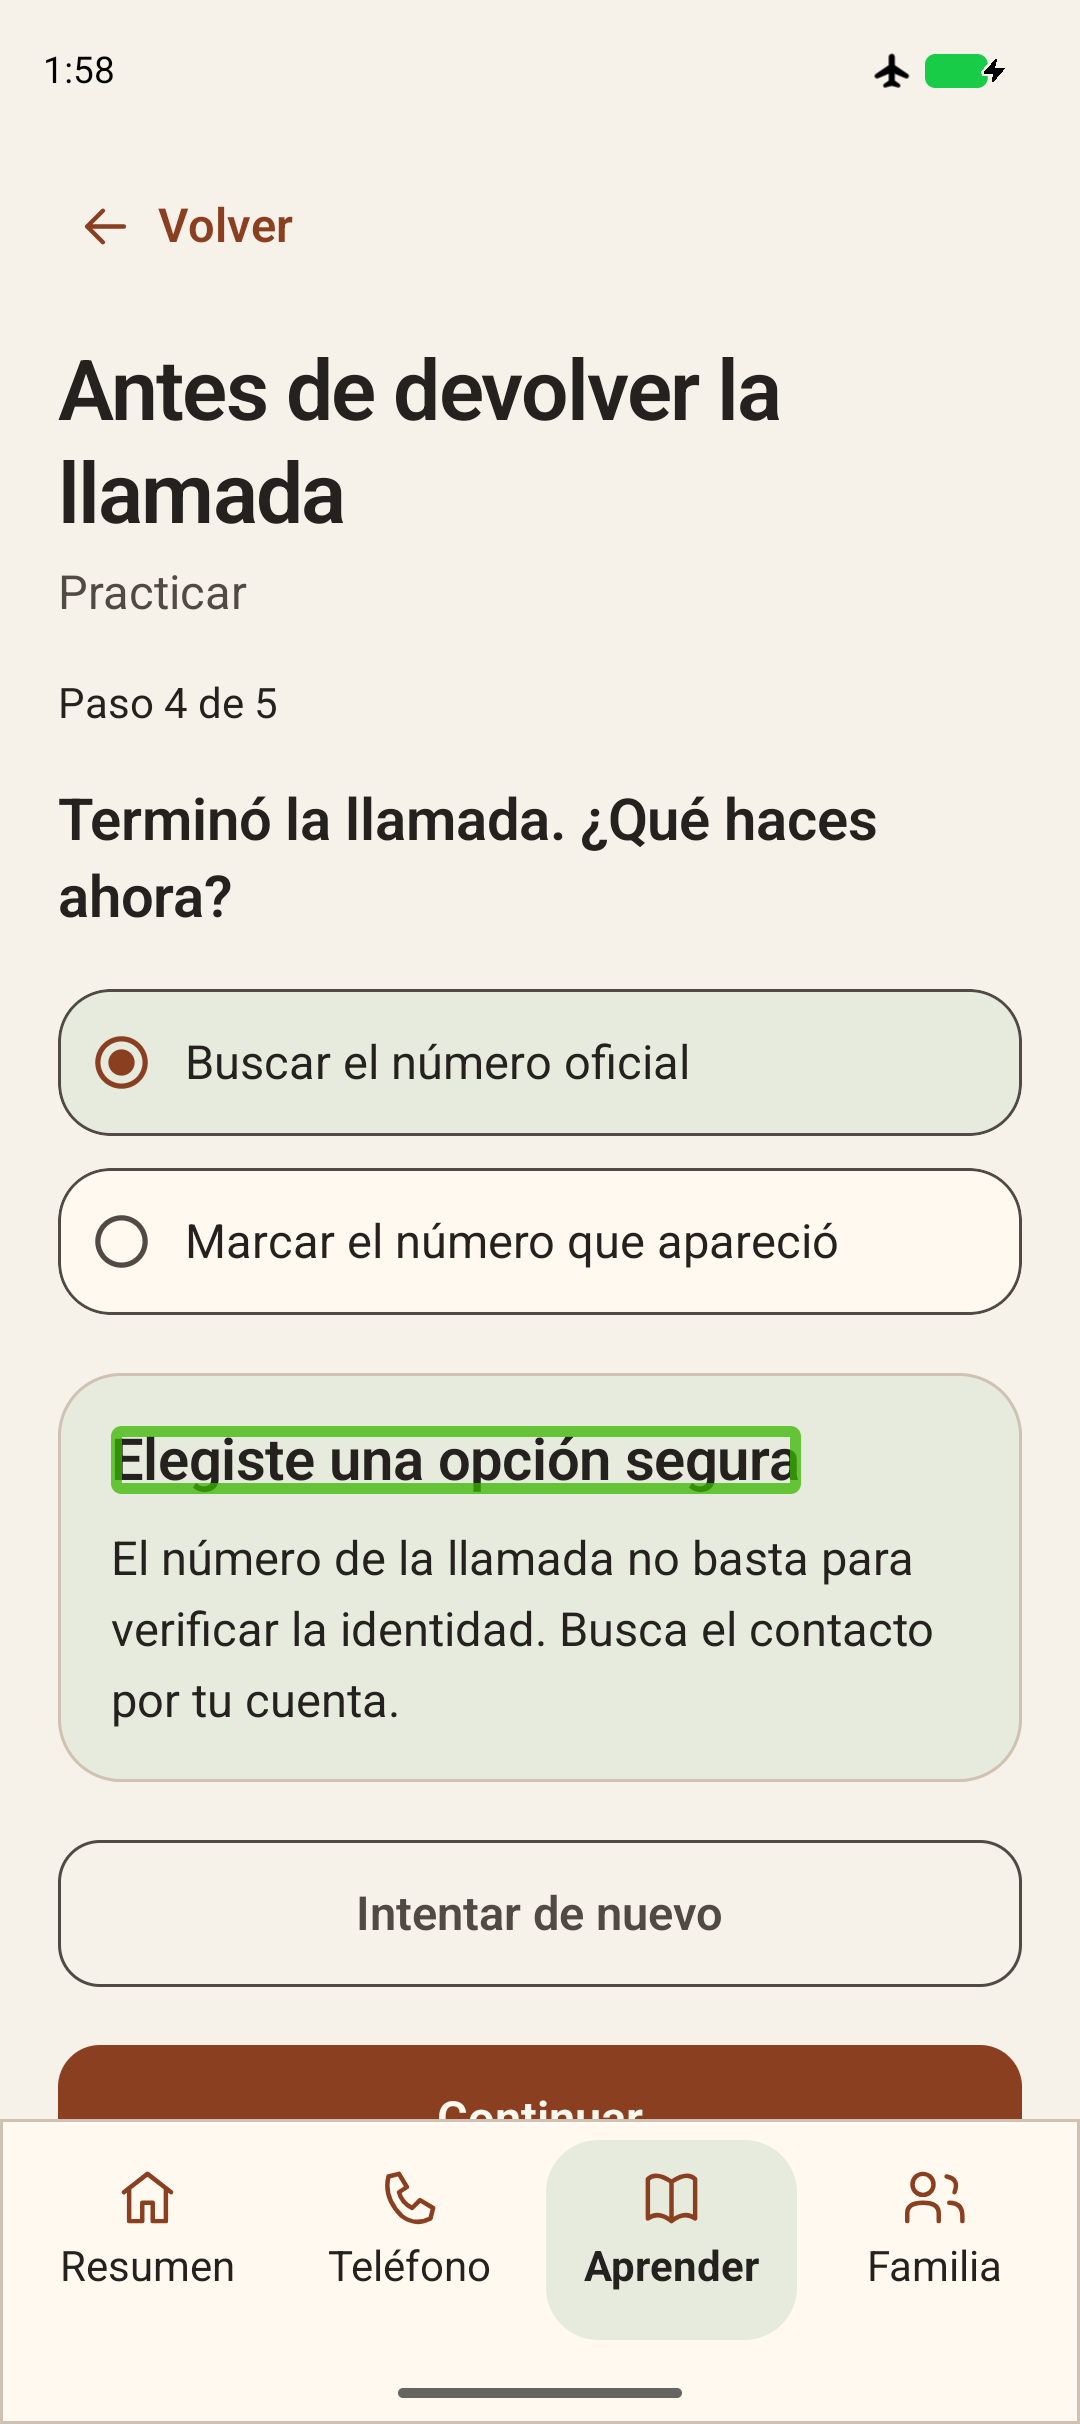 1:58
Volver
Antes de devolver la
llamada
Practicar
Paso 4 de 5
Terminó la llamada. ¿Qué haces
ahora?
Buscar el número oficial
Marcar el número que apareció
Elegiste una opción segura
El número de la llamada no basta para
verificar la identidad. Busca el contacto
por tu cuenta.
Intentar de nuevo
Continuar
Resumen
Teléfono
Aprender
Familia